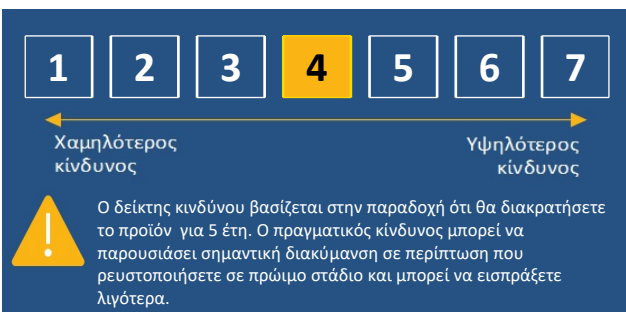 1 2 3 4 5 6 7
Χαμηλότερος Υψηλότερος
κίνδυνος κίνδυνος
Ο δείκτης κινδύνου βασίζεται στην παραδοχή ότι θα διακρατήσετε
το προϊόν για 5 έτη. Ο πραγματικός κίνδυνος μπορεί να
παρουσιάσει σημαντική διακύμανση σε περίπτωση που
ρευστοποιήσετε σε πρώιμο στάδιο και μπορεί να εισπράξετε
λιγότερα.